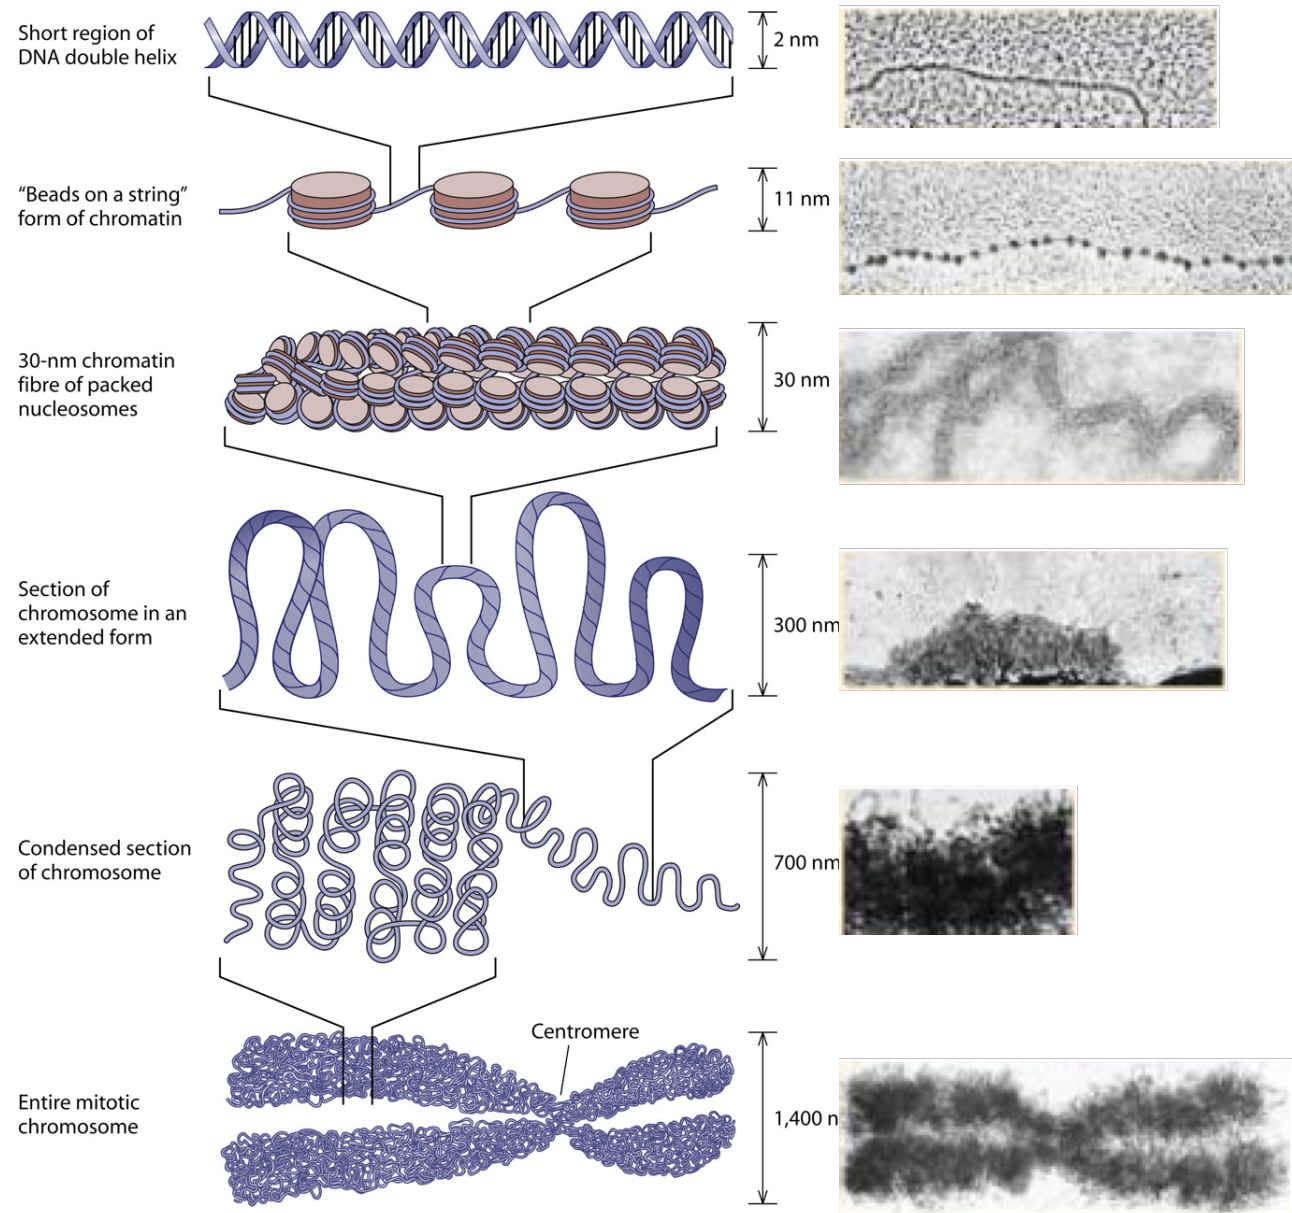 Short region of
DNA double helix
2 nm
“Beads on a string”
form of chromatin
11 nm
30-nm chromatin
fibre of packed
nucleosomes
30 nm
Section of
chromosome in an
extended form
300 nm
Condensed section
of chromosome
700 nm
Centromere
Entire mitotic
chromosome
1,400 n